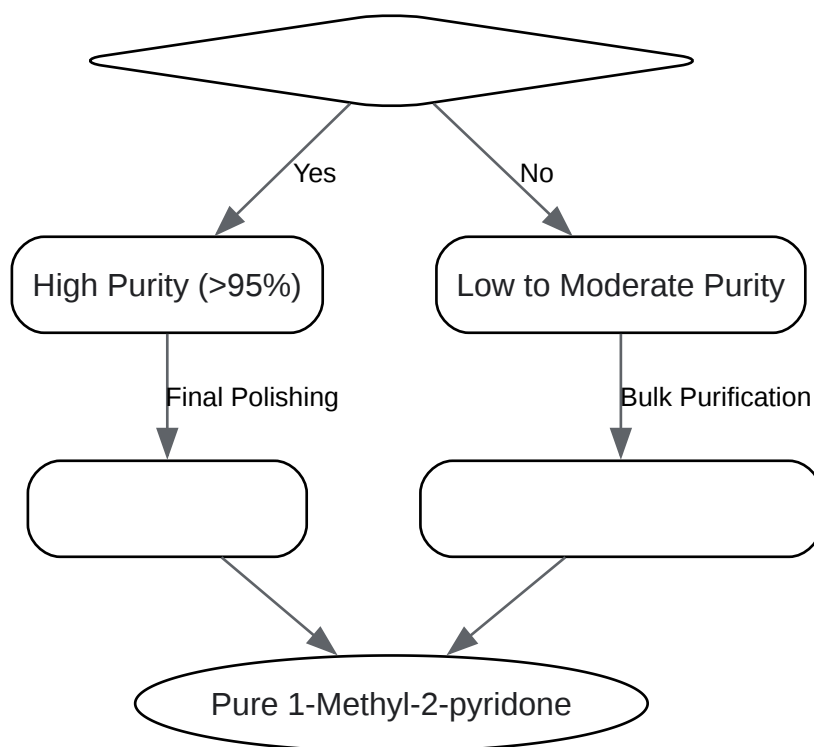 Yes
No
High Purity (>95%)
Low to Moderate Purity
Final Polishing
Bulk Purification
Pure 1-Methyl-2-pyridone